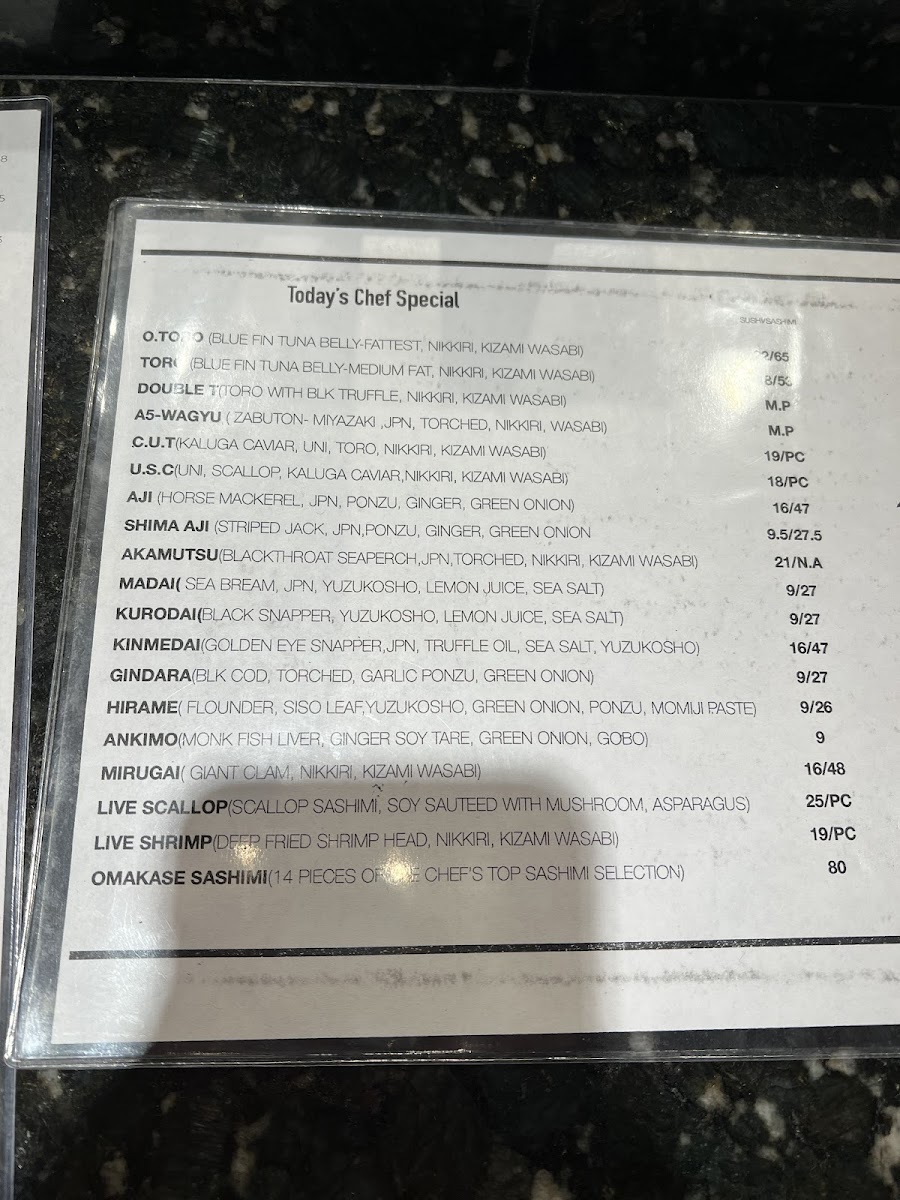 8
5
3
Today's Chef Special
SUSHI/SASHIMI
O.TORO (BLUE FIN TUNA BELLY-FATTEST, NIKKIRI, KIZAMI WASABI) /65
TORO (BLUE FIN TUNA BELLY-MEDIUM FAT, NIKKIRI, KIZAMI WASABI)
DOUBLE T(TORO WITH BLK TRUFFLE, NIKKIRI, KIZAMI WASABI) M.P
A5-WAGYU ( ZABUTON- MIYAZAKI ,JPN, TORCHED, NIKKIRI, WASABI) M.P
C.U.T(KALUGA CAVIAR, UNI, TORO, NIKKIRI, KIZAMI WASABI) 19/PC
U.S.C(UNI, SCALLOP, KALUGA CAVIAR,NIKKIRI, KIZAMI WASABI) 18/PC
AJI (HORSE MACKEREL, JPN, PONZU, GINGER, GREEN ONION) 16/47
SHIMA AJI (STRIPED JACK, JPN,PONZU, GINGER, GREEN ONION 9.5/27.5
AKAMUTSU(BLACKTHROAT SEAPERCH,JPN,TORCHED, NIKKIRI, KIZAMI WASABI) 21/N.A
MADAI( SEA BREAM, JPN, YUZUKOSHO, LEMON JUICE, SEA SALT) 9/27
KURODAI(BLACK SNAPPER, YUZUKOSHO, LEMON JUICE, SEA SALT) 9/27
KINMEDAI(GOLDEN EYE SNAPPER,JPN, TRUFFLE OIL, SEA SALT, YUZUKOSHO) 16/47
GINDARA(BLK COD, TORCHED, GARLIC PONZU, GREEN ONION) 9/27
HIRAME( FLOUNDER, SISO LEAF,YUZUKOSHO, GREEN ONION, PONZU, MOMIJI PASTE) 9/26
ANKIMO(MONK FISH LIVER, GINGER SOY TARE, GREEN ONION, GOBO) 9
MIRUGAI( GIANT CLAM, NIKKIRI, KIZAMI WASABI) 16/48
LIVE SCALLOP(SCALLOP SASHIMI, SOY SAUTEED WITH MUSHROOM, ASPARAGUS) 25/PC
LIVE SHRIMP(DEEP FRIED SHRIMP HEAD, NIKKIRI, KIZAMI WASABI) 19/PC
OMAKASE SASHIMI(14 PIECES OF THE CHEF'S TOP SASHIMI SELECTION) 80